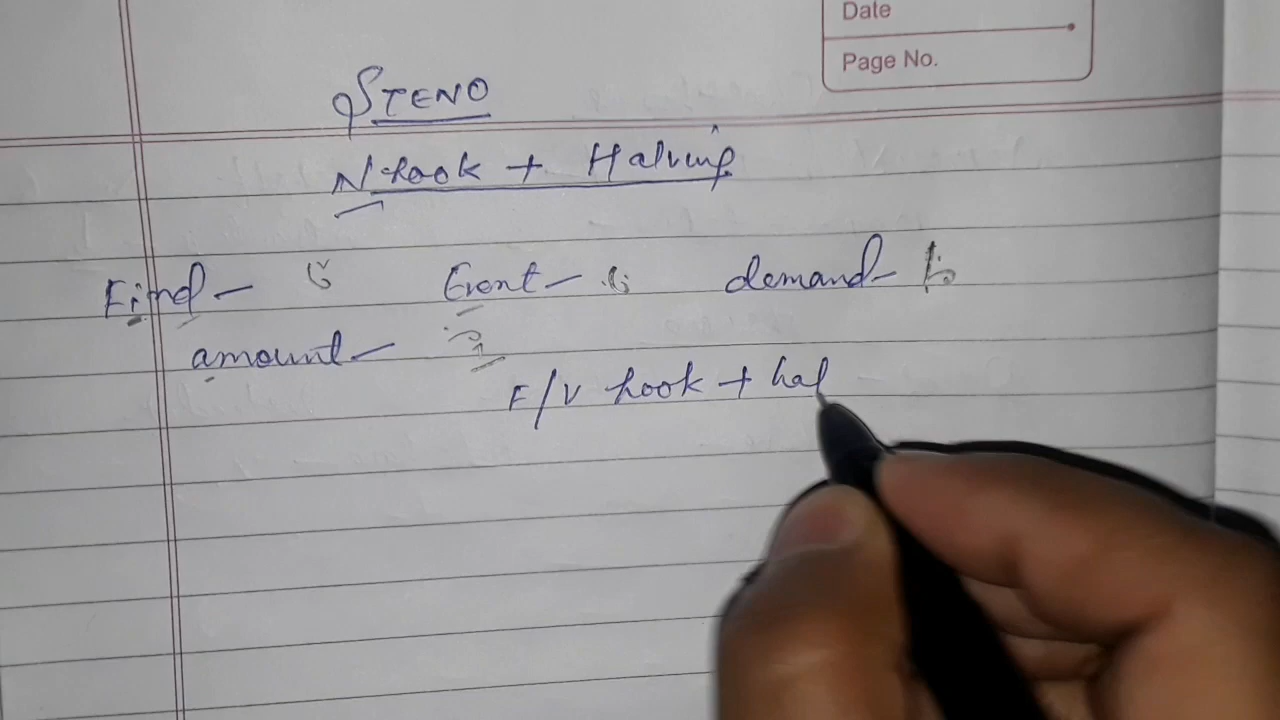 Date
Page No.
STENO
N-hook + Halving
Find - Event - demand -
amount -
F/V hook + hal